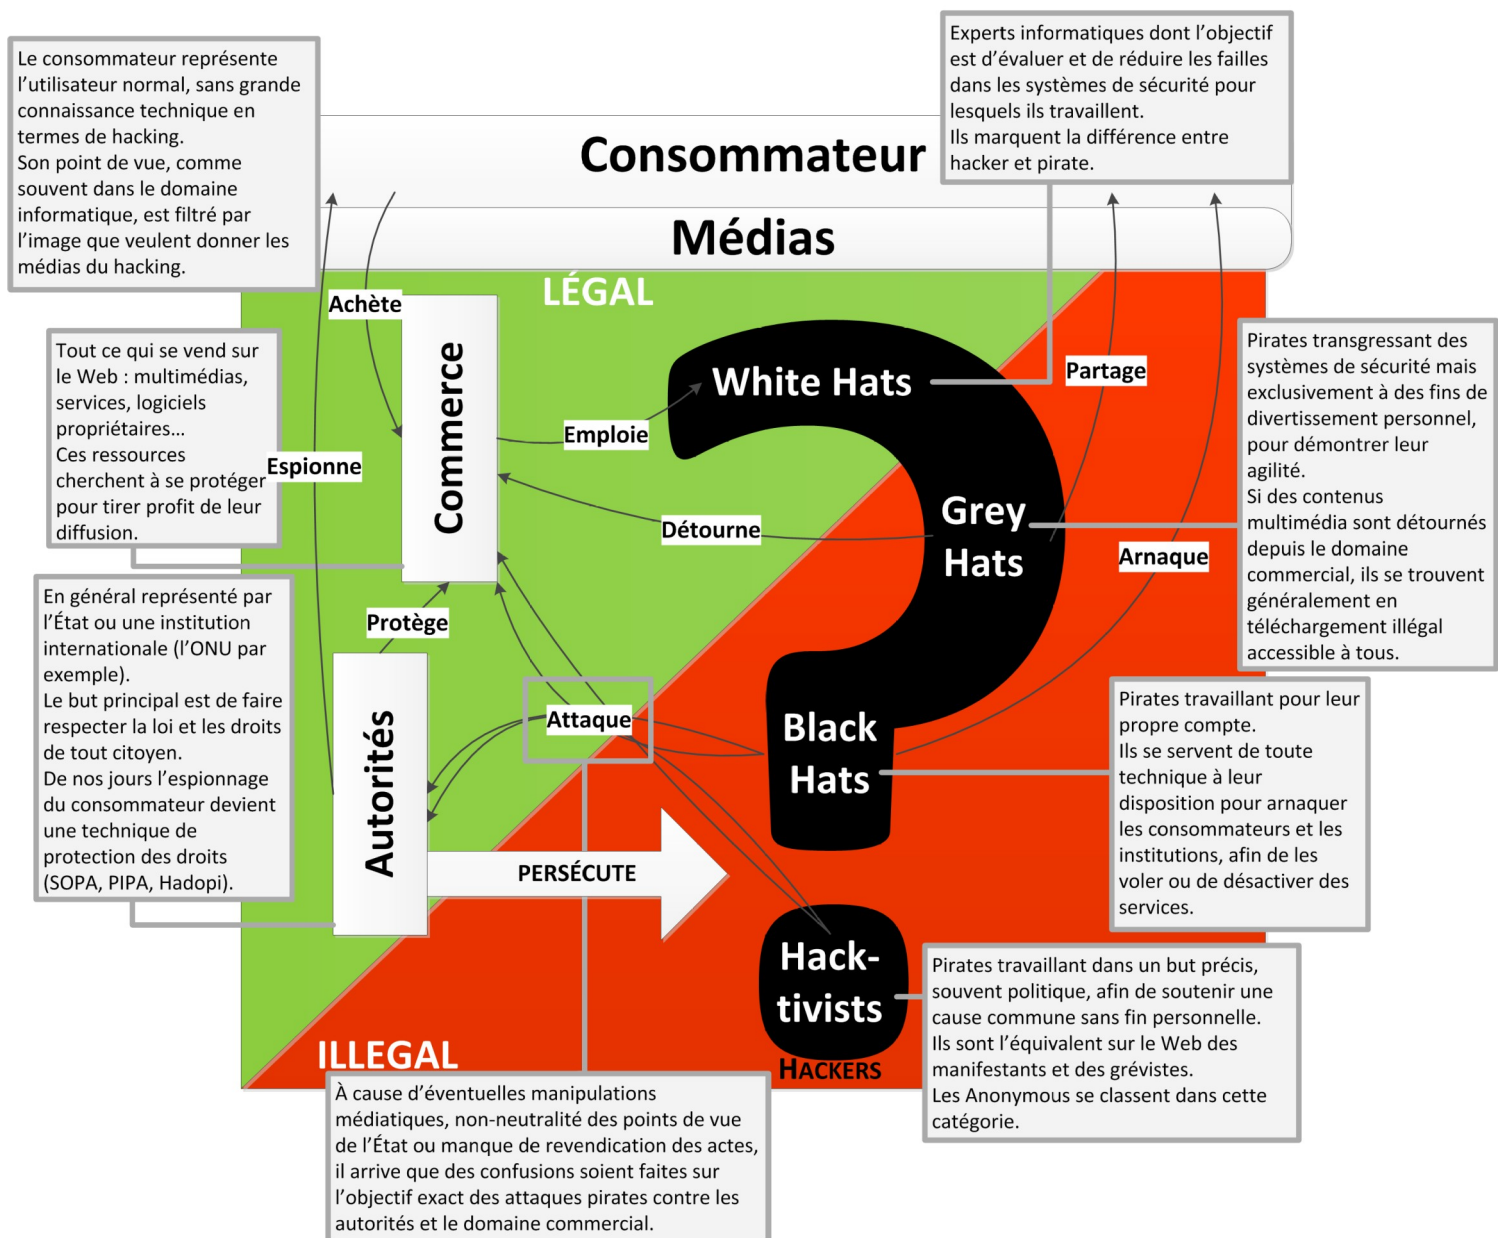 Le consommateur représente
l’utilisateur normal, sans grande
connaissance technique en
termes de hacking.
Son point de vue, comme
souvent dans le domaine
informatique, est filtré par
l’image que veulent donner les
médias du hacking.
Experts informatiques dont l’objectif
est d’évaluer et de réduire les failles
dans les systèmes de sécurité pour
lesquels ils travaillent.
Ils marquent la différence entre
hacker et pirate.
Consommateur
Médias
LÉGAL
Achète
Commerce
Tout ce qui se vend sur
le Web : multimédias,
services, logiciels
propriétaires…
Ces ressources
cherchent à se protéger
pour tirer profit de leur
diffusion.
Espionne
Emploie
White Hats
Partage
Détourne
Grey
Hats
Arnaque
Pirates transgressant des
systèmes de sécurité mais
exclusivement à des fins de
divertissement personnel,
pour démontrer leur
agilité.
Si des contenus
multimédia sont détournés
depuis le domaine
commercial, ils se trouvent
généralement en
téléchargement illégal
accessible à tous.
En général représenté par
l’État ou une institution
internationale (l’ONU par
exemple).
Le but principal est de faire
respecter la loi et les droits
de tout citoyen.
De nos jours l’espionnage
du consommateur devient
une technique de
protection des droits
(SOPA, PIPA, Hadopi).
Protège
Autorités
Attaque
Black
Hats
Pirates travaillant pour leur
propre compte.
Ils se servent de toute
technique à leur
disposition pour arnaquer
les consommateurs et les
institutions, afin de les
voler ou de désactiver des
services.
PERSÉCUTE
Hack-
tivists
HACKERS
Pirates travaillant dans un but précis,
souvent politique, afin de soutenir une
cause commune sans fin personnelle.
Ils sont l’équivalent sur le Web des
manifestants et des grévistes.
Les Anonymous se classent dans cette
catégorie.
ILLEGAL
À cause d’éventuelles manipulations
médiatiques, non-neutralité des points de vue
de l’État ou manque de revendication des actes,
il arrive que des confusions soient faites sur
l’objectif exact des attaques pirates contre les
autorités et le domaine commercial.